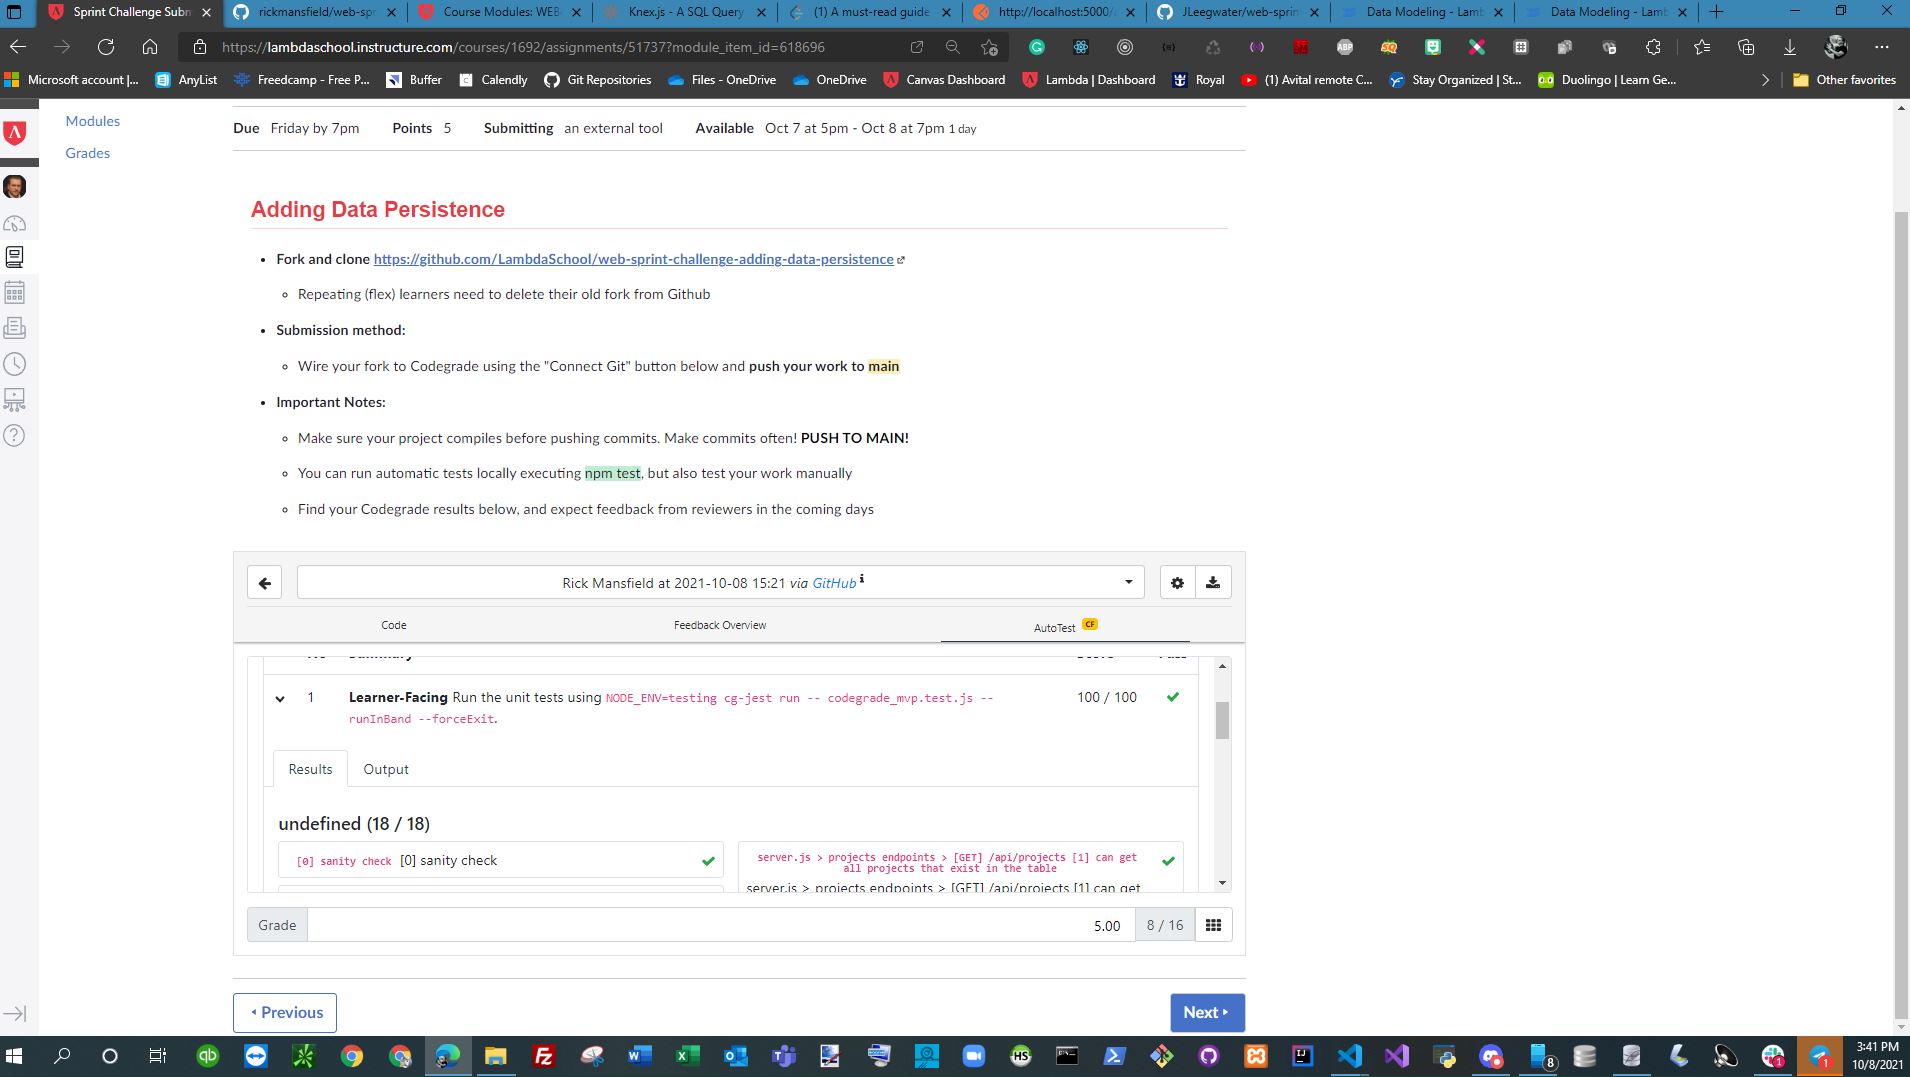 Sprint Challenge Subm
rickmansfield/web-spr
Course Modules: WEB
Knex.js - A SQL Query
(1) A must-read guide
http://localhost:5000/
JLeegwater/web-sprin
Data Modeling - Lamb
Data Modeling - Lamb
https://lambdaschool.instructure.com/courses/1692/assignments/51737?module_item_id=618696
Microsoft account |...
AnyList
Freedcamp - Free P...
Buffer
Calendly
Git Repositories
Files - OneDrive
OneDrive
Canvas Dashboard
Lambda | Dashboard
Royal
(1) Avital remote C...
Stay Organized | St...
Duolingo | Learn Ge...
Other favorites
Modules
Grades
Due Friday by 7pm Points 5 Submitting an external tool Available Oct 7 at 5pm - Oct 8 at 7pm 1 day
Adding Data Persistence
• Fork and clone https://github.com/LambdaSchool/web-sprint-challenge-adding-data-persistence
◦ Repeating (flex) learners need to delete their old fork from Github
• Submission method:
◦ Wire your fork to Codegrade using the "Connect Git" button below and push your work to main
• Important Notes:
◦ Make sure your project compiles before pushing commits. Make commits often! PUSH TO MAIN!
◦ You can run automatic tests locally executing npm test, but also test your work manually
◦ Find your Codegrade results below, and expect feedback from reviewers in the coming days
Rick Mansfield at 2021-10-08 15:21 via GitHub i
Code
Feedback Overview
AutoTest CF
1 Learner-Facing Run the unit tests using NODE_ENV=testing cg-jest run -- codegrade_mvp.test.js -- 100 / 100
runInBand --forceExit.
Results Output
undefined (18 / 18)
[0] sanity check [0] sanity check
server.js > projects endpoints > [GET] /api/projects [1] can get
all projects that exist in the table
server.js > projects endpoints > [GET] /api/projects [1] can get
Grade 5.00 8 / 16
Previous
Next
3:41 PM
10/8/2021